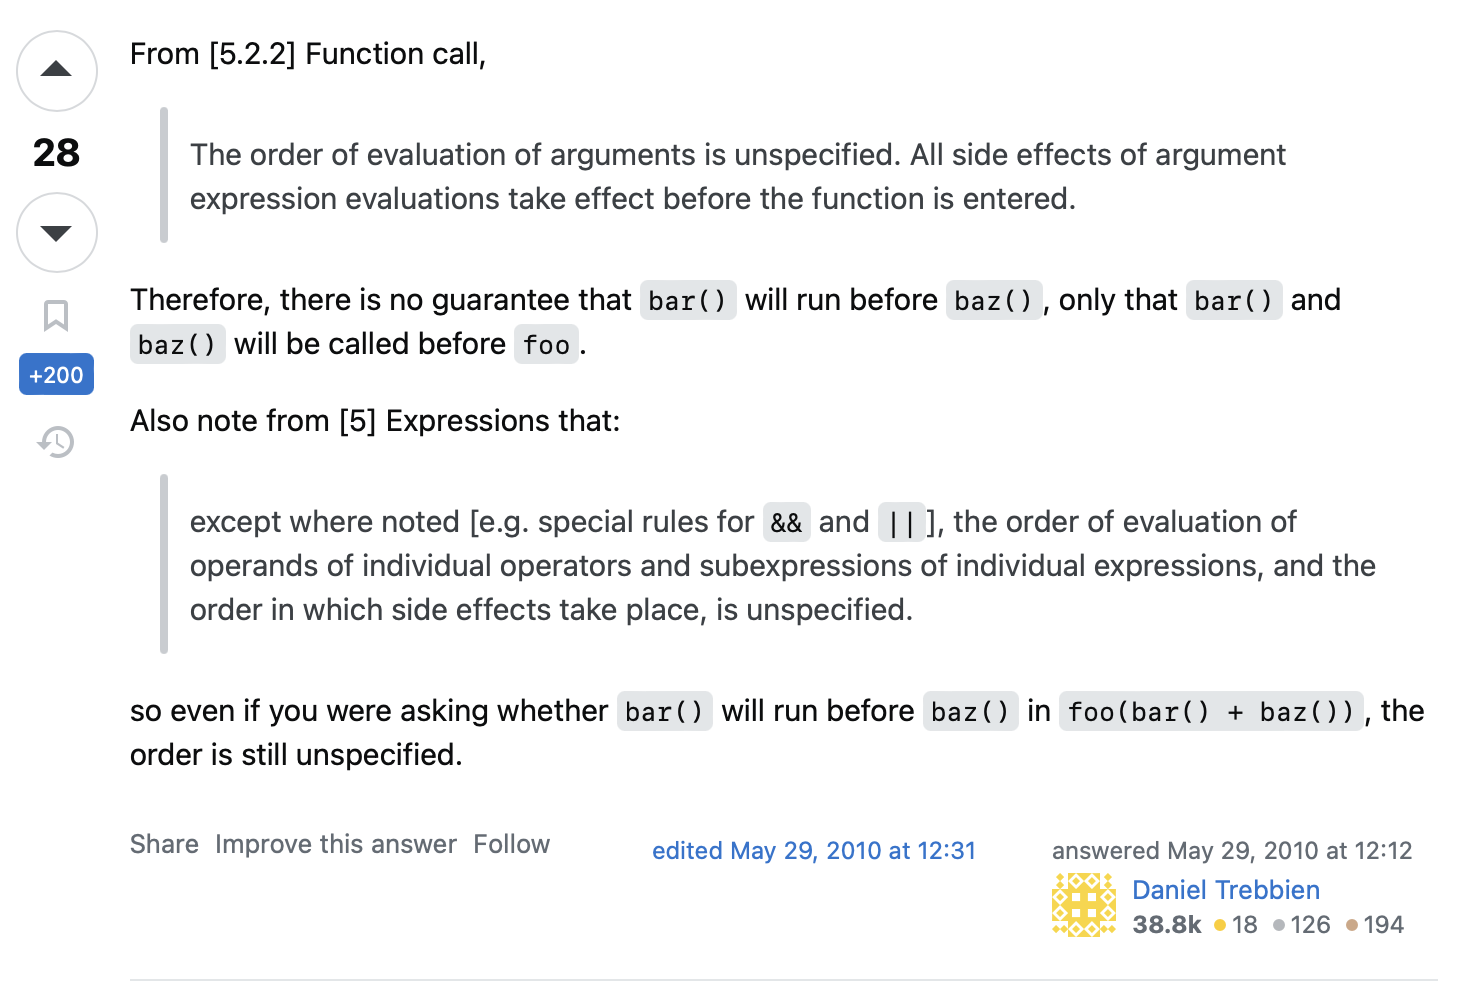 From [5.2.2] Function call,
28
The order of evaluation of arguments is unspecified. All side effects of argument
expression evaluations take effect before the function is entered.
Therefore, there is no guarantee that bar() will run before baz(), only that bar() and
baz() will be called before foo.
+200
Also note from [5] Expressions that:
except where noted [e.g. special rules for && and ||], the order of evaluation of
operands of individual operators and subexpressions of individual expressions, and the
order in which side effects take place, is unspecified.
so even if you were asking whether bar() will run before baz() in foo(bar() + baz()), the
order is still unspecified.
Share Improve this answer Follow
edited May 29, 2010 at 12:31
answered May 29, 2010 at 12:12
Daniel Trebbien
38.8k 18 126 194